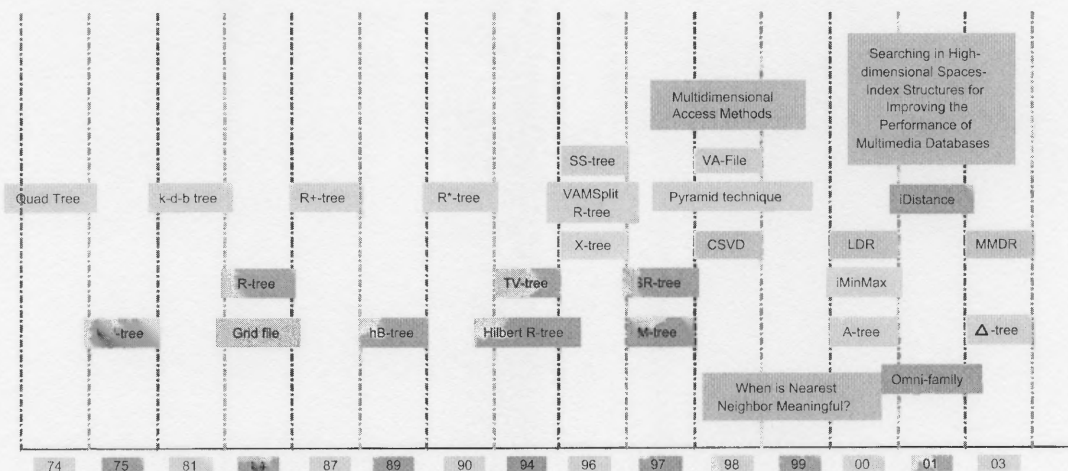 Searching in High-
dimensional Spaces-
Index Structures for
Improving the
Performance of
Multimedia Databases
Multidimensional
Access Methods
SS-tree
VA-File
Quad Tree
k-d-b tree
R+-tree
R*-tree
VAMSplit
R-tree
Pyramid technique
iDistance
X-tree
CSVD
LDR
MMDR
R-tree
TV-tree
SR-tree
iMinMax
-tree
Grid file
hB-tree
Hilbert R-tree
M-tree
A-tree
Δ-tree
When is Nearest
Neighbor Meaningful?
Omni-family
74 75 81 87 89 90 94 96 97 98 99 00 01 03